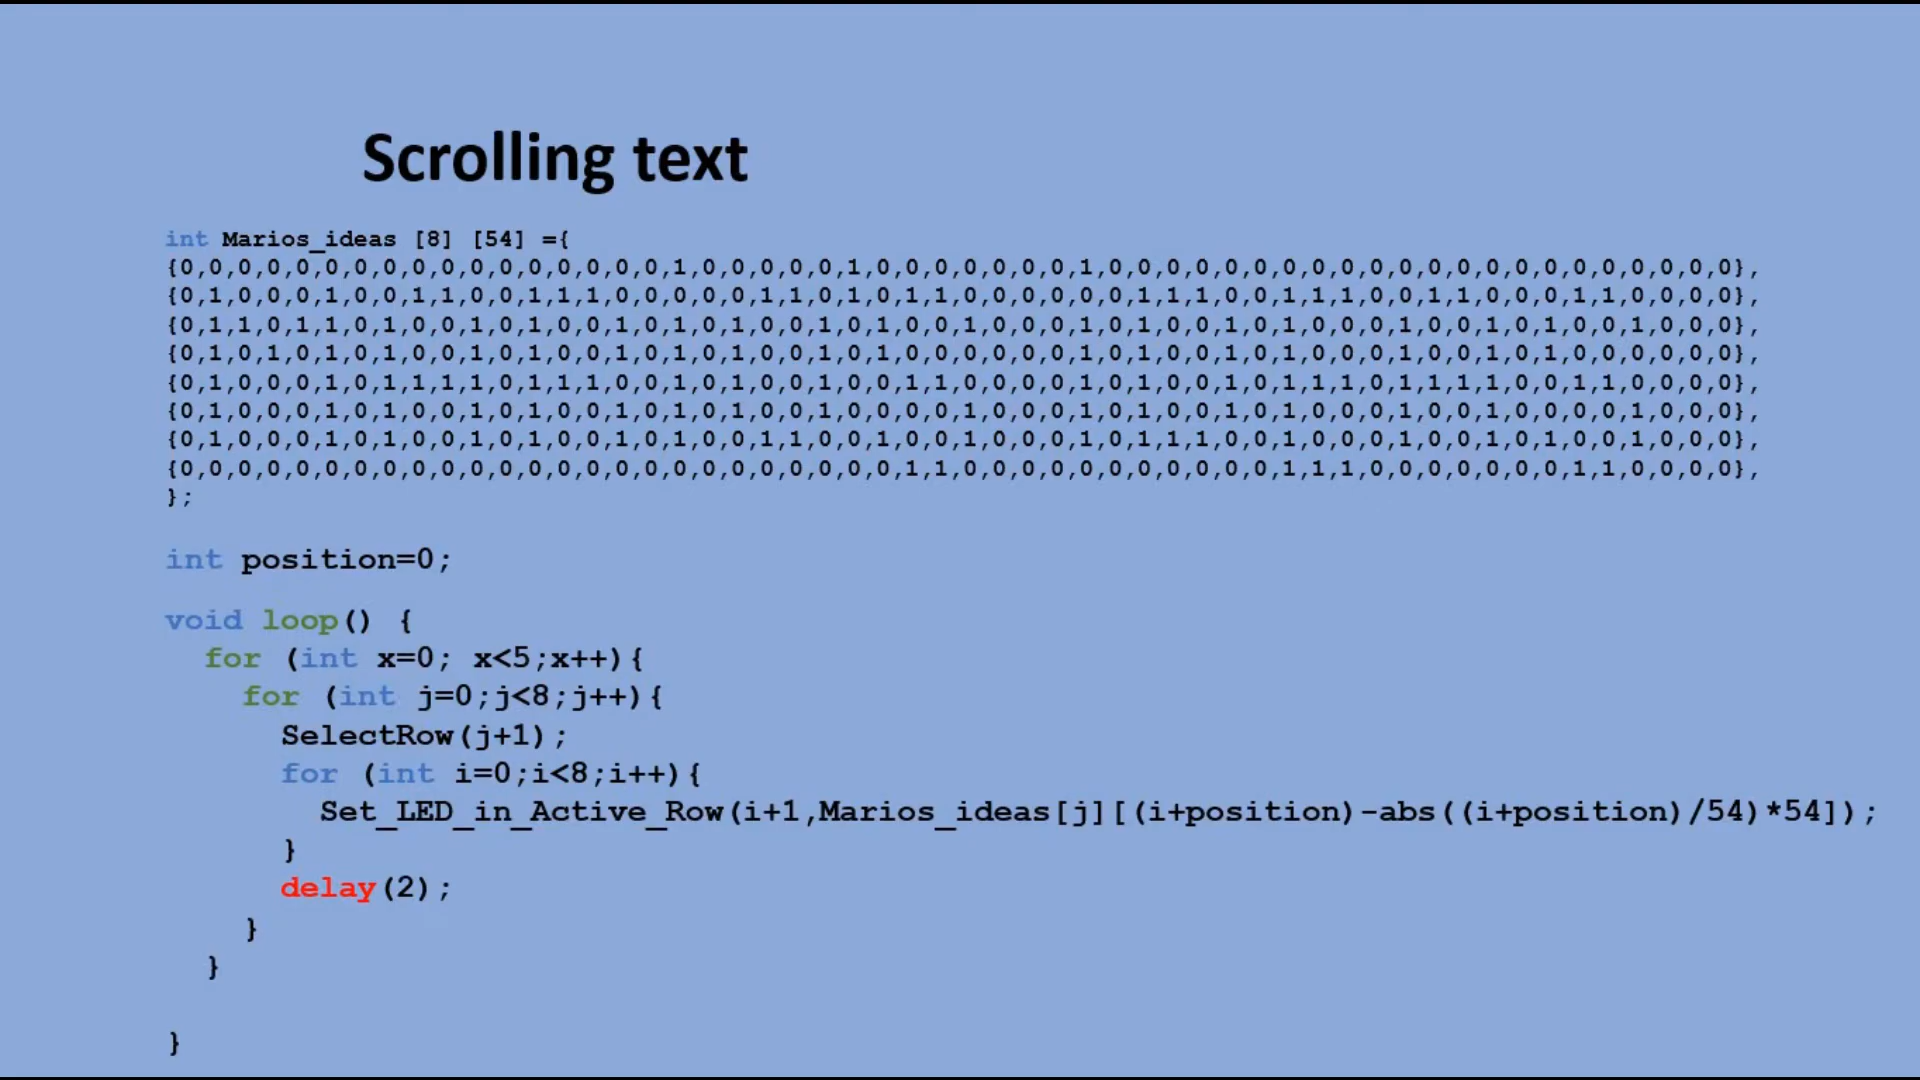 Scrolling text
int Marios_ideas [8] [54] ={
{0,0,0,0,0,0,0,0,0,0,0,0,0,0,0,0,0,1,0,0,0,0,0,1,0,0,0,0,0,0,0,1,0,0,0,0,0,0,0,0,0,0,0,0,0,0,0,0,0,0,0,0,0,0},
{0,1,0,0,0,1,0,0,1,1,0,0,1,1,1,0,0,0,0,0,1,1,0,1,0,1,1,0,0,0,0,0,0,1,1,1,0,0,1,1,1,0,0,1,1,0,0,0,1,1,0,0,0,0},
{0,1,1,0,1,1,0,1,0,0,1,0,1,0,0,1,0,1,0,1,0,0,1,0,1,0,0,1,0,0,0,1,0,1,0,0,1,0,1,0,0,0,1,0,0,1,0,1,0,0,1,0,0,0},
{0,1,0,1,0,1,0,1,0,0,1,0,1,0,0,1,0,1,0,1,0,0,1,0,1,0,0,0,0,0,0,1,0,1,0,0,1,0,1,0,0,0,1,0,0,1,0,1,0,0,0,0,0,0},
{0,1,0,0,0,1,0,1,1,1,1,0,1,1,1,0,0,1,0,1,0,0,1,0,0,1,1,0,0,0,0,1,0,1,0,0,1,0,1,1,1,0,1,1,1,1,0,0,1,1,0,0,0,0},
{0,1,0,0,0,1,0,1,0,0,1,0,1,0,0,1,0,1,0,1,0,0,1,0,0,0,0,1,0,0,0,1,0,1,0,0,1,0,1,0,0,0,1,0,0,1,0,0,0,0,1,0,0,0},
{0,1,0,0,0,1,0,1,0,0,1,0,1,0,0,1,0,1,0,0,1,1,0,0,1,0,0,1,0,0,0,1,0,1,1,1,0,0,1,0,0,0,1,0,0,1,0,1,0,0,1,0,0,0},
{0,0,0,0,0,0,0,0,0,0,0,0,0,0,0,0,0,0,0,0,0,0,0,0,0,1,1,0,0,0,0,0,0,0,0,0,0,0,1,1,1,0,0,0,0,0,0,0,1,1,0,0,0,0},
};
int position=0;
void loop() {
for (int x=0; x<5;x++){
for (int j=0;j<8;j++){
SelectRow(j+1);
for (int i=0;i<8;i++){
Set_LED_in_Active_Row(i+1,Marios_ideas[j][(i+position)-abs((i+position)/54)*54]);
}
delay(2);
}
}
}